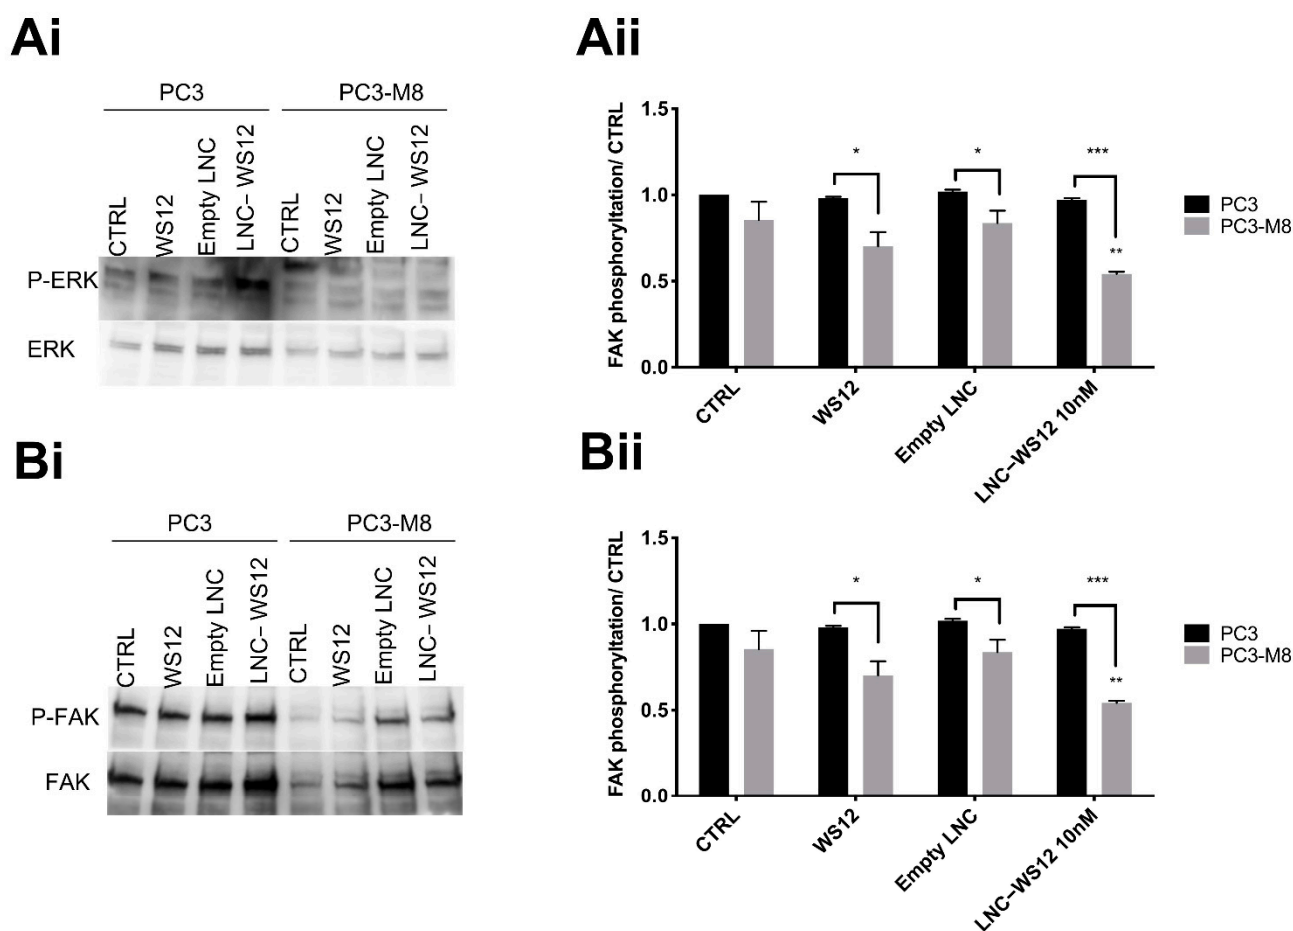 Ai
PC3
PC3-M8
CTRL
WS12
Empty LNC
LNC– WS12
CTRL
WS12
Empty LNC
LNC– WS12
P-ERK
ERK
Aii
FAK phosphoryltation/ CTRL
1.5
1.0
0.5
0.0
*
*
***
**
CTRL
WS12
Empty LNC
LNC–WS12 10nM
PC3
PC3-M8
Bi
PC3
PC3-M8
CTRL
WS12
Empty LNC
LNC– WS12
CTRL
WS12
Empty LNC
LNC– WS12
P-FAK
FAK
Bii
FAK phosphoryltation/ CTRL
1.5
1.0
0.5
0.0
*
*
***
**
CTRL
WS12
Empty LNC
LNC–WS12 10nM
PC3
PC3-M8